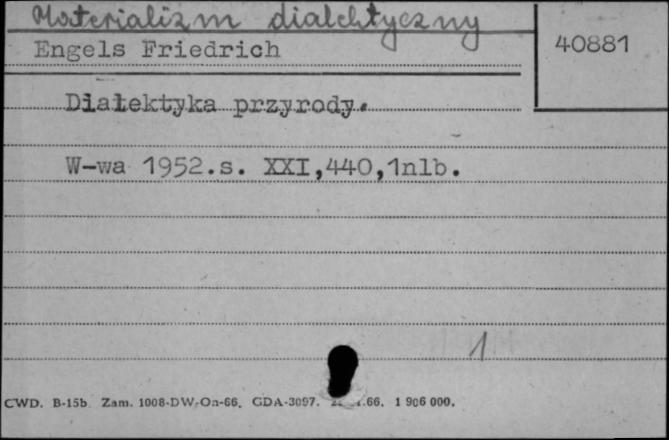 Materializm dialektyczny
Engels Friedrich
40881
Dialektyka przyrody.
W-wa 1952.s. XXI,440,1nlb.
1
CWD. B-15b Zam. 1008-DW-On-66. GDA-3097. .66. 1 906 000.